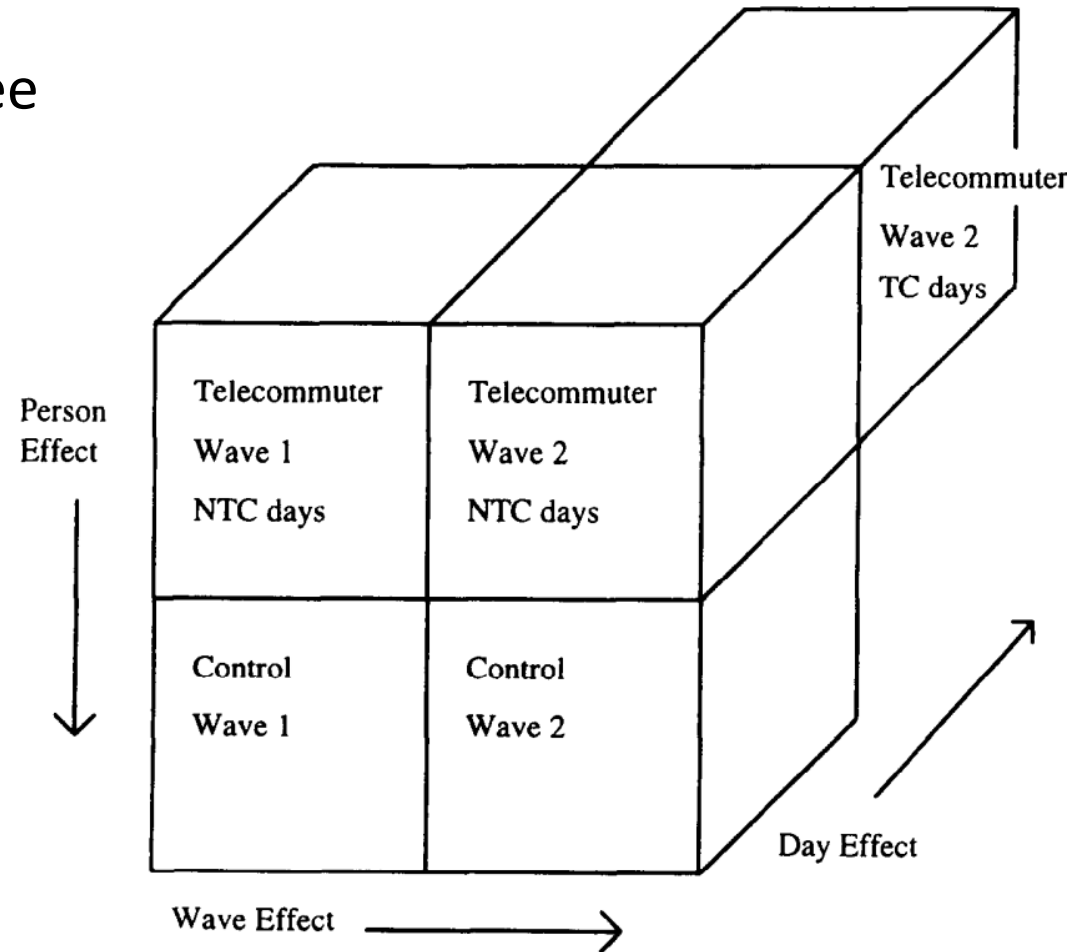 ee
Telecommuter
Wave 2
TC days
Person
Effect
Telecommuter
Wave 1
NTC days
Telecommuter
Wave 2
NTC days
Control
Wave 1
Control
Wave 2
Day Effect
Wave Effect